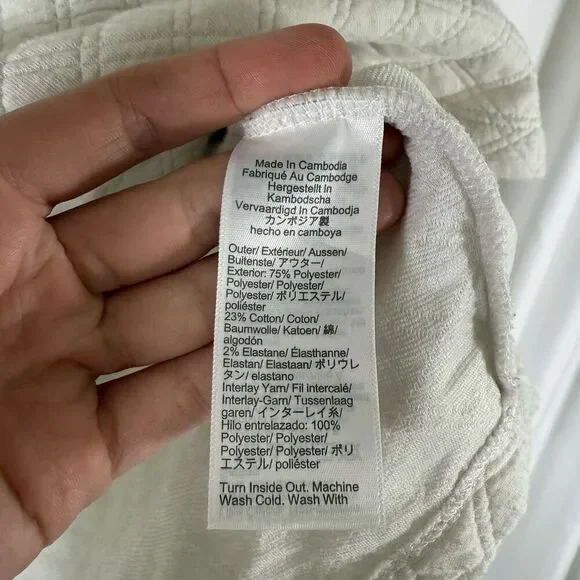 Made In Cambodia
Fabriqué Au Cambodge
Hergestellt In
Kambodscha
Vervaardigd In Cambodja
カンボジア製
hecho en camboya
Outer/ Extérieur/ Aussen/
Buitenste/ アウター/
Exterior: 75% Polyester/
Polyester/ Polyester/
Polyester/ ポリエステル/
poliéster
23% Cotton/ Coton/
Baumwolle/ Katoen/ 綿/
algodón
2% Elastane/ Élasthanne/
Elastan/ Elastaan/ ポリウレ
タン/ elastano
Interlay Yarn/ Fil intercalé/
Interlay-Garn/ Tussenlaag
garen/ インターレイ糸/
Hilo entrelazado: 100%
Polyester/ Polyester/
Polyester/ Polyester/ ポリ
エステル/ poliéster
Turn Inside Out. Machine
Wash Cold. Wash With